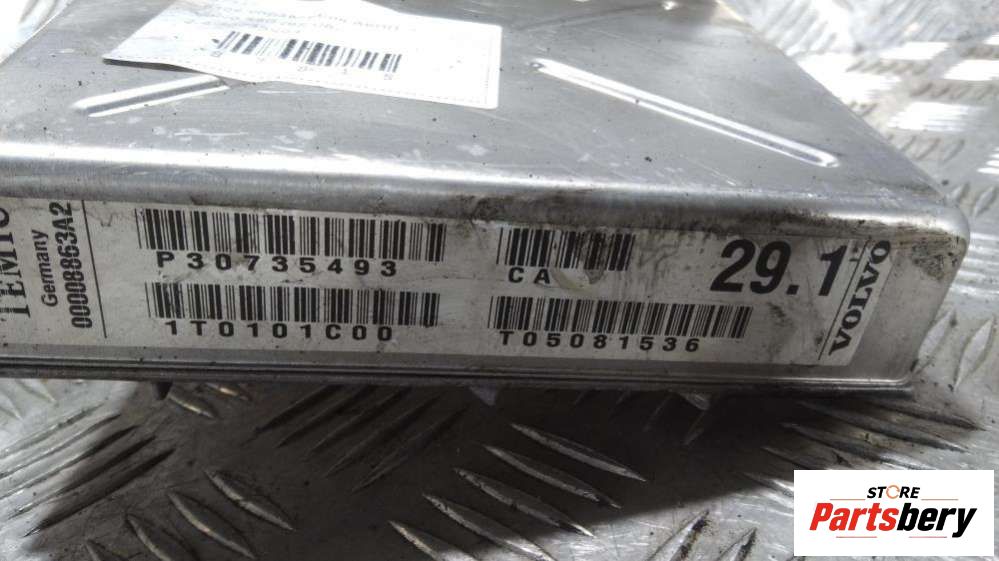 TEMIC
Germany
00008863A2
P30735493
CA
29.1
VOLVO
1T0101C00
T05081536
STORE
Partsbery